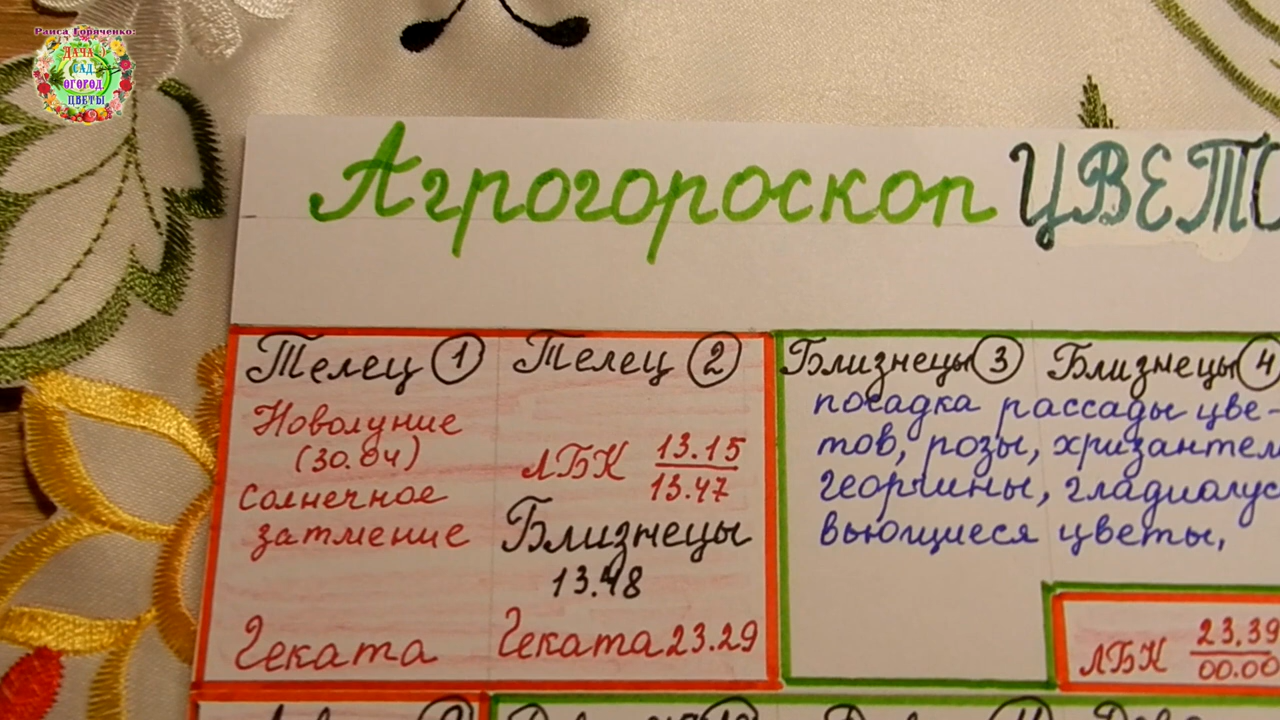 Раиса Горяченко:
ДАЧА
САД,
ОГОРОД,
ЦВЕТЫ
Агрогороскоп ЦВЕТО
Телец 1 Телец 2
Новолуние
(30.04)
Солнечное
затмение
Геката
ЛБК 13.15
13.47
Близнецы
13.48
Геката 23.29
Близнецы 3 Близнецы 4
посадка рассады цве-
тов, розы, хризантем
георгины, гладиолус
вьющиеся цветы,
ЛБК 23.39
00.00